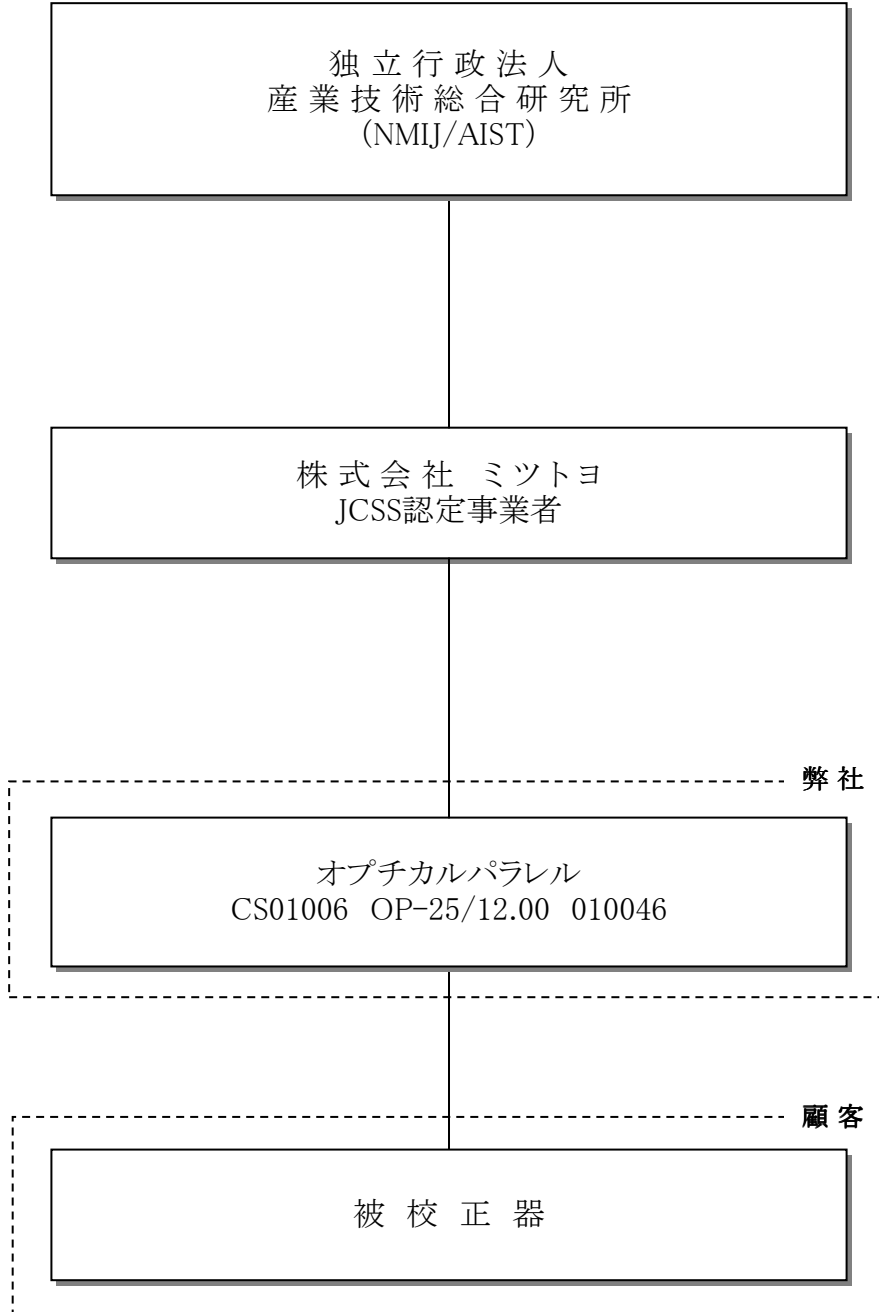 独立行政法人
産業技術総合研究所
(NMIJ/AIST)
株式会社 ミツトヨ
JCSS認定事業者
弊社
オプチカルパラレル
CS01006 OP-25/12.00 010046
顧客
被校正器